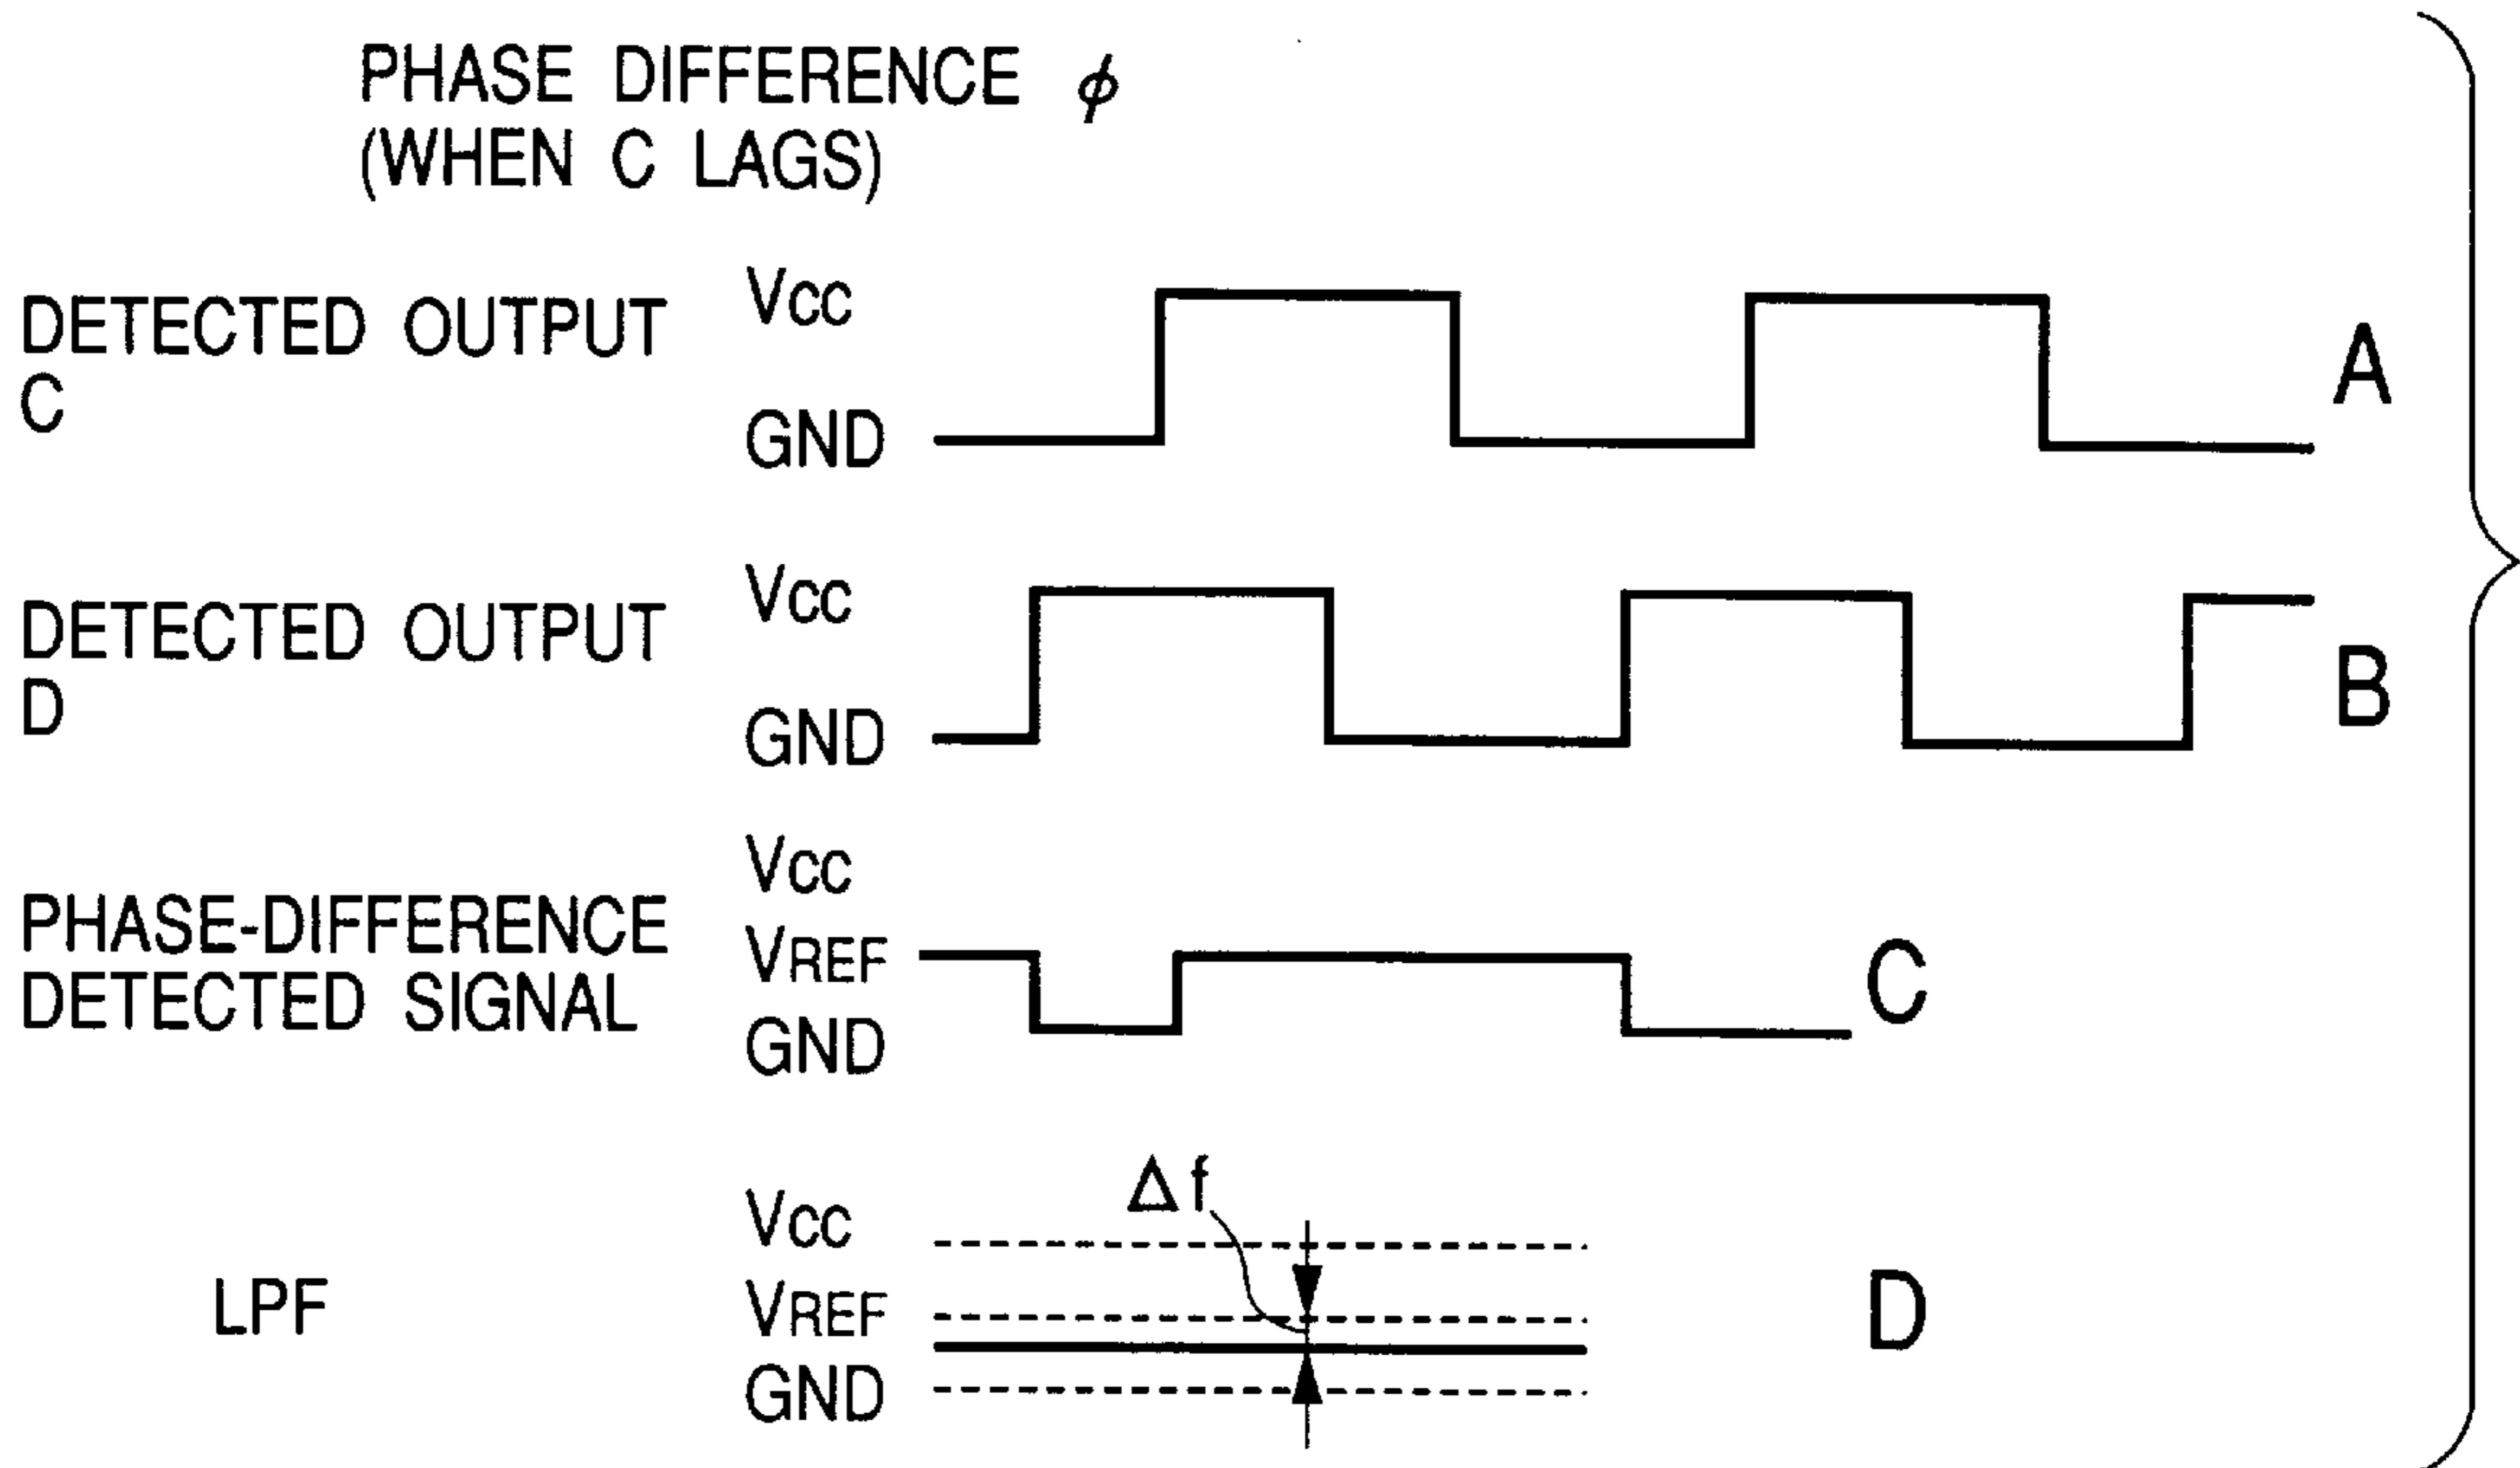 PHASE DIFFERENCE ϕ
(WHEN C LAGS)
DETECTED OUTPUT
C
VCC
GND
A
DETECTED OUTPUT
D
VCC
GND
B
PHASE-DIFFERENCE
DETECTED SIGNAL
VCC
VREF
GND
C
LPF
Δf
VCC
VREF
GND
D